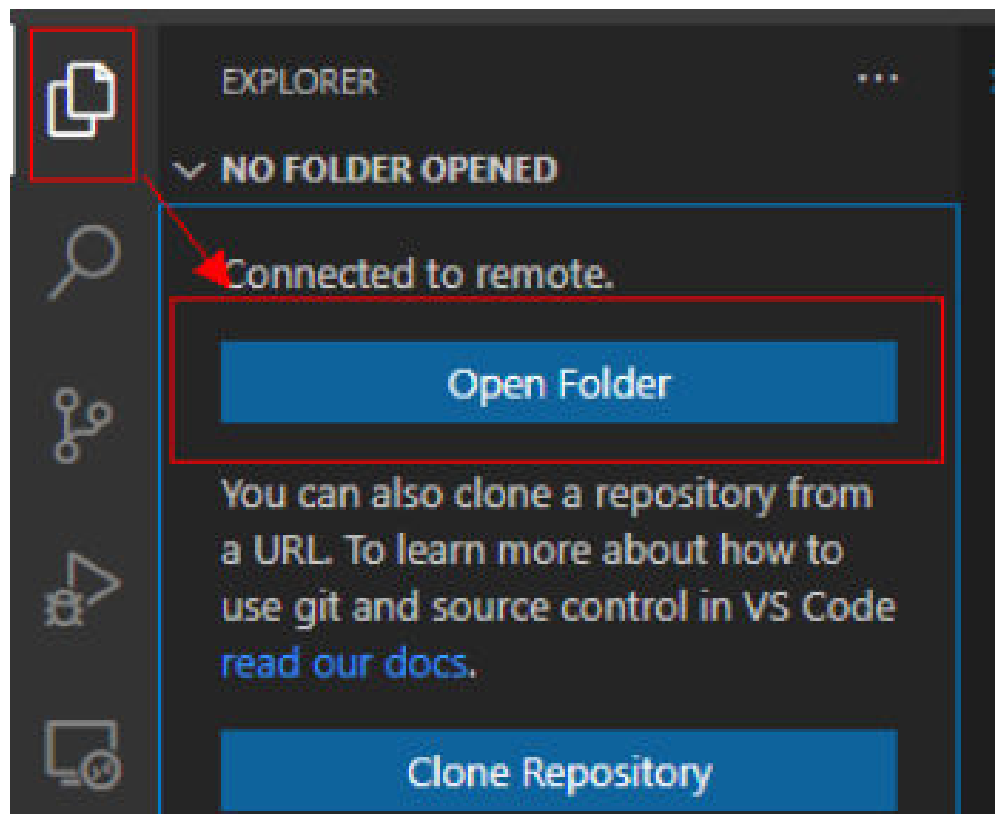 EXPLORER ...
NO FOLDER OPENED
Connected to remote.
Open Folder
You can also clone a repository from
a URL. To learn more about how to
use git and source control in VS Code
read our docs.
Clone Repository